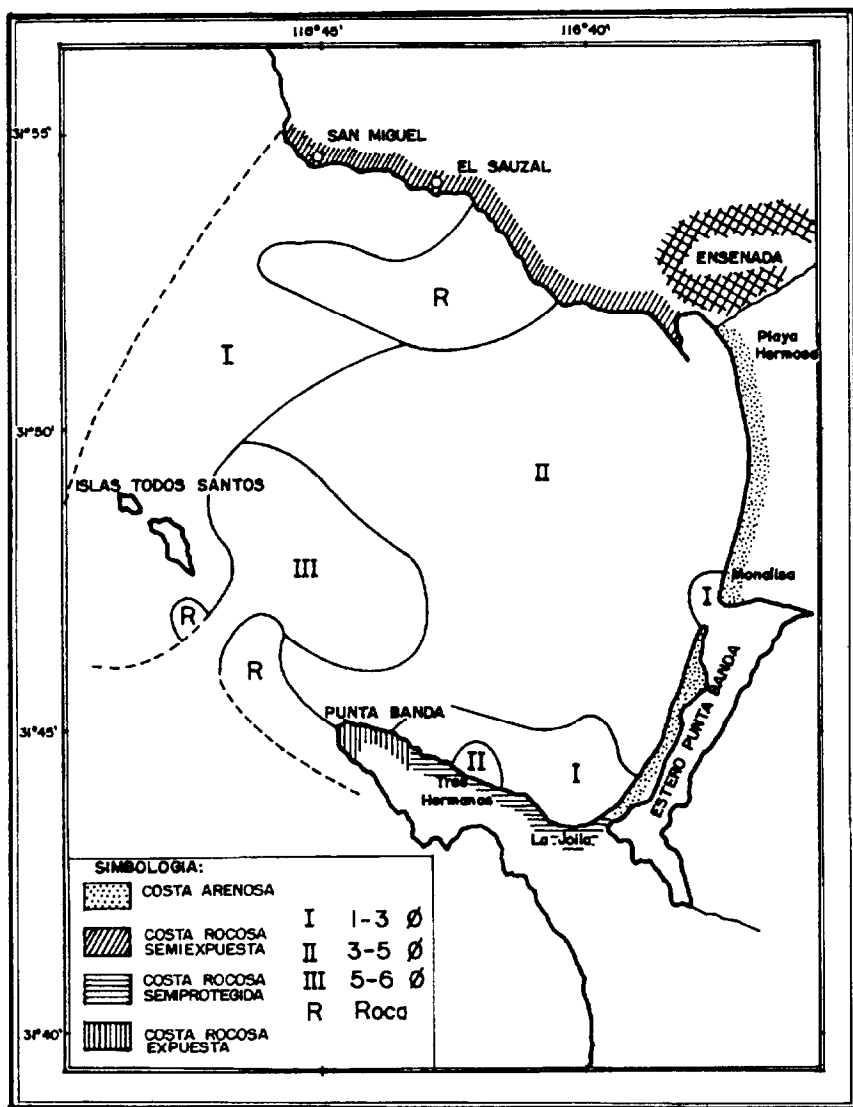 116°45'
116°40'
31°55'
SAN MIGUEL
EL SAUZAL
ENSENADA
R
Playa
Hermosa
I
31°50'
II
ISLAS TODOS SANTOS
III
Monalisa
I
R
R
ESTERO PUNTA BANDA
PUNTA BANDA
31°45'
II
I
Tres
Hermanas
La Jolla
SIMBOLOGIA:
COSTA ARENOSA
COSTA ROCOSA
SEMIEXPUESTA
COSTA ROCOSA
SEMIPROTEGIDA
COSTA ROCOSA
EXPUESTA
I 1-3 Ø
II 3-5 Ø
III 5-6 Ø
R Roca
31°40'